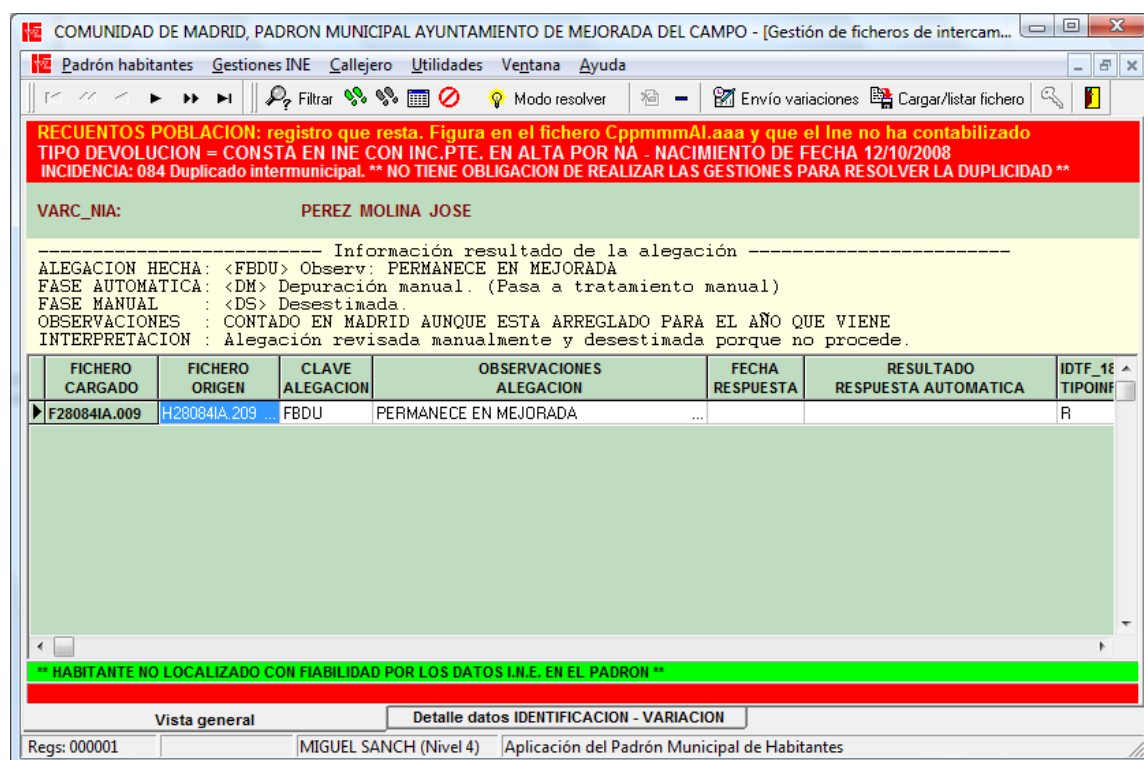 COMUNIDAD DE MADRID, PADRON MUNICIPAL AYUNTAMIENTO DE MEJORADA DEL CAMPO - [Gestión de ficheros de intercam...
Padrón habitantes Gestiones INE Callejero Utilidades Ventana Ayuda
Filtrar Modo resolver Envío variaciones Cargar/listar fichero
RECUENTOS POBLACION: registro que resta. Figura en el fichero CppmmmAI.aaa y que el Ine no ha contabilizado
TIPO DEVOLUCION = CONSTA EN INE CON INC.PTE. EN ALTA POR NA - NACIMIENTO DE FECHA 12/10/2008
INCIDENCIA: 084 Duplicado intermunicipal. ** NO TIENE OBLIGACION DE REALIZAR LAS GESTIONES PARA RESOLVER LA DUPLICIDAD **
VARC_NIA: PEREZ MOLINA JOSE
-------------------------- Información resultado de la alegación ------------------------
ALEGACION HECHA: <FBDU> Observ: PERMANECE EN MEJORADA
FASE AUTOMATICA: <DM> Depuración manual. (Pasa a tratamiento manual)
FASE MANUAL : <DS> Desestimada.
OBSERVACIONES : CONTADO EN MADRID AUNQUE ESTA ARREGLADO PARA EL AÑO QUE VIENE
INTERPRETACION : Alegación revisada manualmente y desestimada porque no procede.
FICHERO CARGADO FICHERO ORIGEN CLAVE ALEGACION OBSERVACIONES ALEGACION FECHA RESPUESTA RESULTADO RESPUESTA AUTOMATICA IDTF_18 TIPOINF
F28084IA.009 H28084IA.209 ... FBDU PERMANECE EN MEJORADA ... R
** HABITANTE NO LOCALIZADO CON FIABILIDAD POR LOS DATOS I.N.E. EN EL PADRON **
Vista general Detalle datos IDENTIFICACION - VARIACION
Regs: 000001 MIGUEL SANCH (Nivel 4) Aplicación del Padrón Municipal de Habitantes